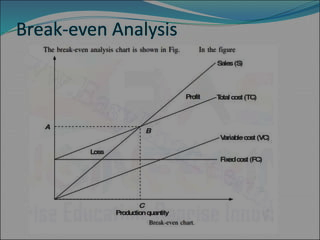 Break-even Analysis
The break-even analysis chart is shown in Fig. In the figure
Sales (S)
Profit
Total cost (TC)
A
B
Variable cost (VC)
Loss
Fixed cost (FC)
C
Production quantity
Break-even chart.